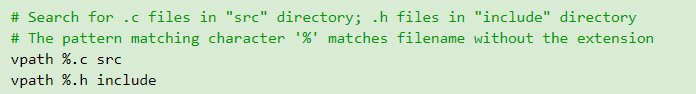 # Search for .c files in "src" directory; .h files in "include" directory
# The pattern matching character '%' matches filename without the extension
vpath %.c src
vpath %.h include